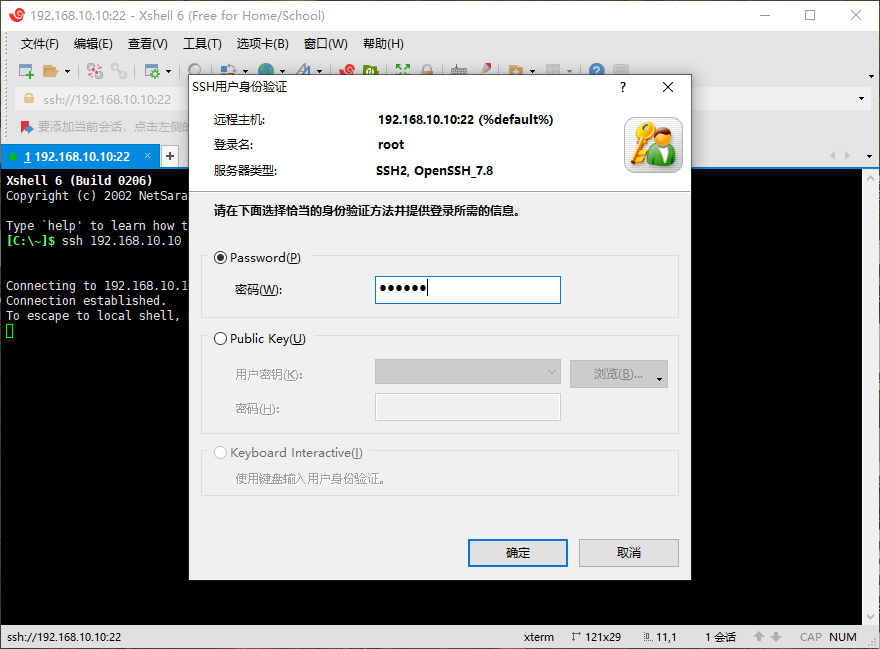 192.168.10.10:22 - Xshell 6 (Free for Home/School)
文件(F) 编辑(E) 查看(V) 工具(T) 选项卡(B) 窗口(W) 帮助(H)
ssh://192.168.10.10:22
要添加当前会话，点击左侧的
1 192.168.10.10:22 × +
Xshell 6 (Build 0206)
Copyright (c) 2002 NetSara
Type `help' to learn how t
[C:\~]$ ssh 192.168.10.10
Connecting to 192.168.10.1
Connection established.
To escape to local shell,
SSH用户身份验证 ?
远程主机: 192.168.10.10:22 (%default%)
登录名: root
服务器类型: SSH2, OpenSSH_7.8
请在下面选择恰当的身份验证方法并提供登录所需的信息。
Password(P)
密码(W): ●●●●●●
Public Key(U)
用户密钥(K): 浏览(B)...
密码(H):
Keyboard Interactive(I)
使用键盘输入用户身份验证。
确定 取消
ssh://192.168.10.10:22 xterm 121x29 11,1 1 会话 CAP NUM